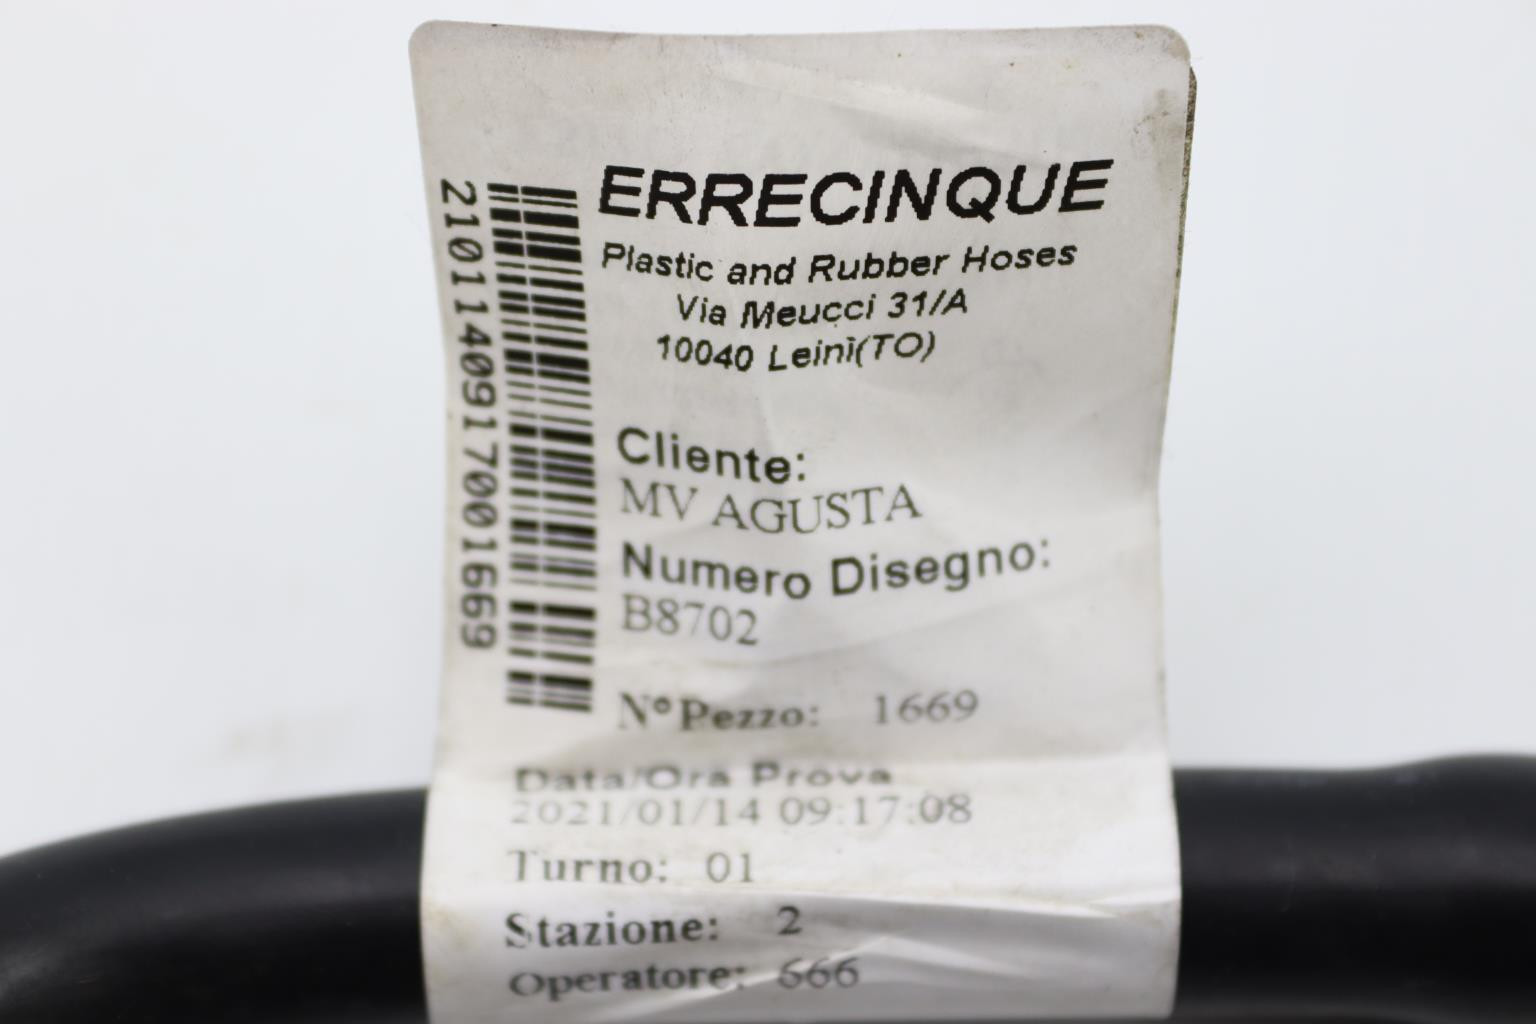 ERRECINQUE
Plastic and Rubber Hoses
Via Meucci 31/A
10040 Leinì(TO)
2101140917001669
Cliente:
MV AGUSTA
Numero Disegno:
B8702
N° Pezzo: 1669
Data/Ora Prova
2021/01/14 09:17:08
Turno: 01
Stazione: 2
Operatore: 666